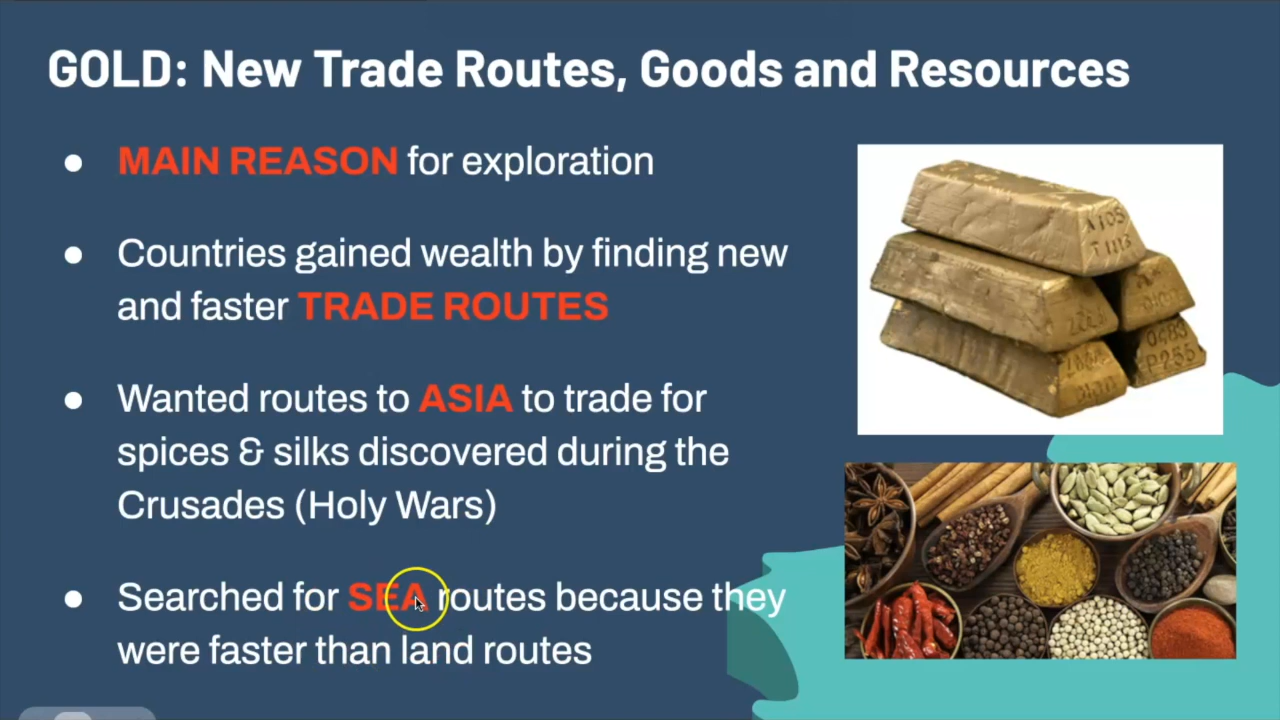 GOLD: New Trade Routes, Goods and Resources
● MAIN REASON for exploration
● Countries gained wealth by finding new
and faster TRADE ROUTES
● Wanted routes to ASIA to trade for
spices & silks discovered during the
Crusades (Holy Wars)
● Searched for SEA routes because they
were faster than land routes